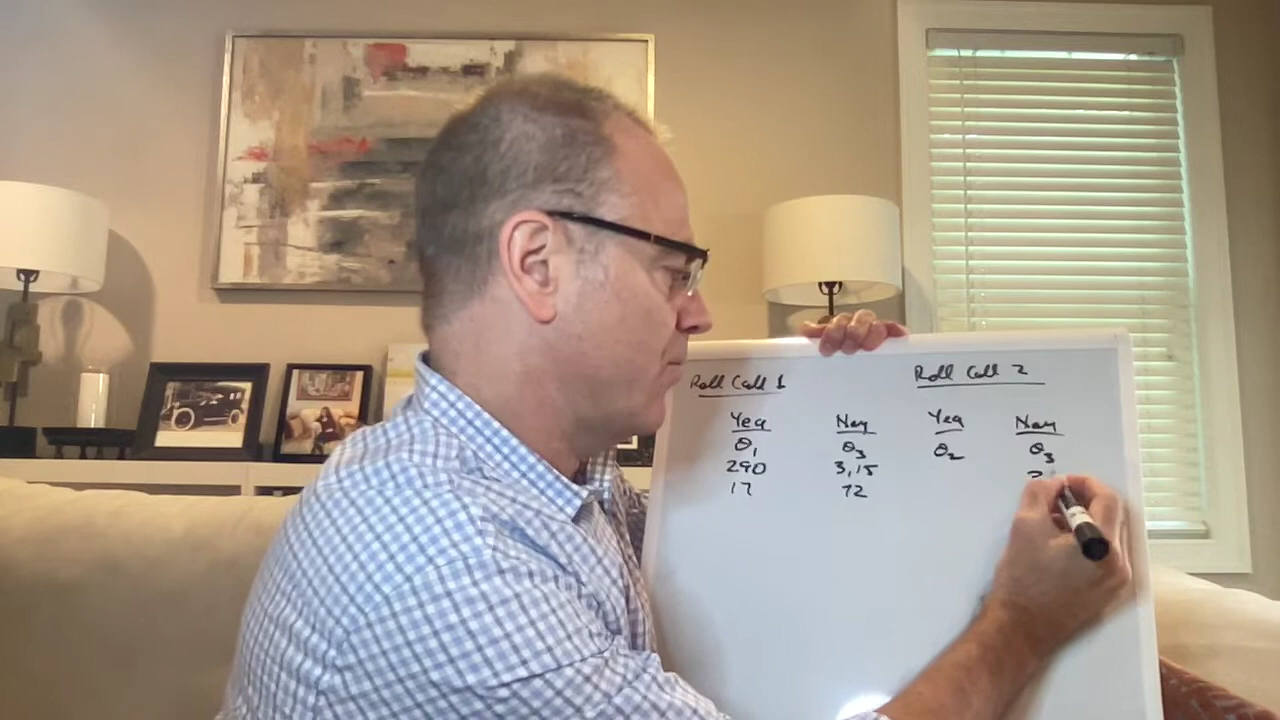 Roll Call 1 Roll Call 2
Yea Nay Yea Nay
θ₁ θ₃ θ₂ θ₃
290 3,15
17 72